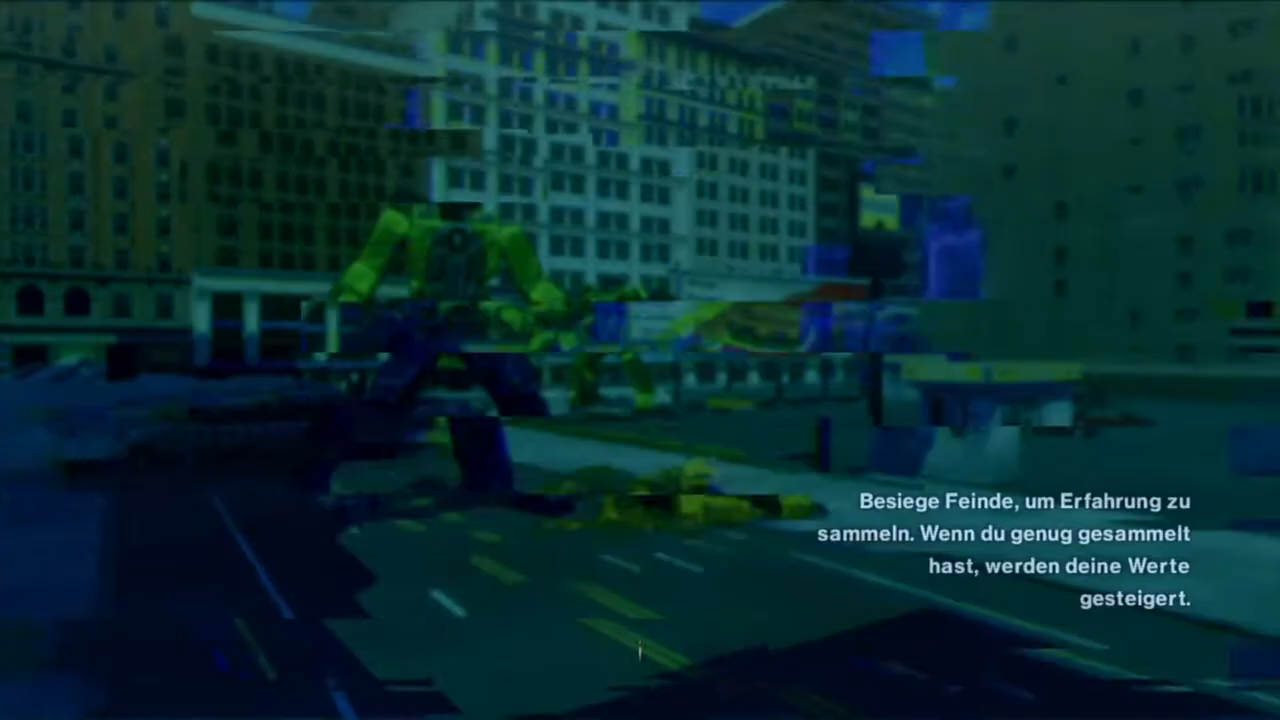 Besiege Feinde, um Erfahrung zu
sammeln. Wenn du genug gesammelt
hast, werden deine Werte
gesteigert.